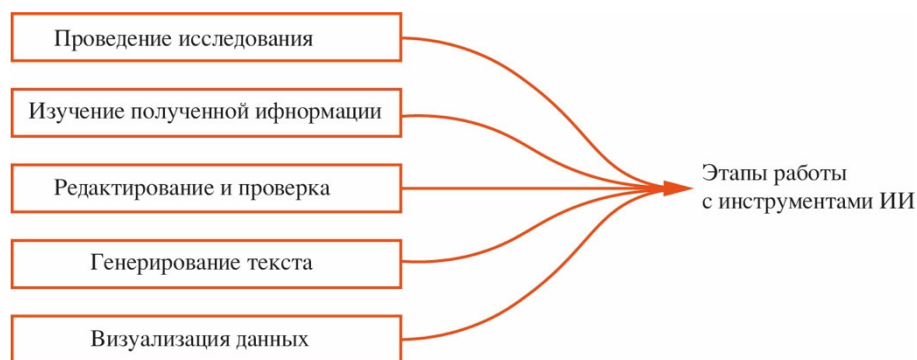 Проведение исследования
Изучение полученной ифнормации
Редактирование и проверка
Генерирование текста
Визуализация данных
Этапы работы
с инструментами ИИ